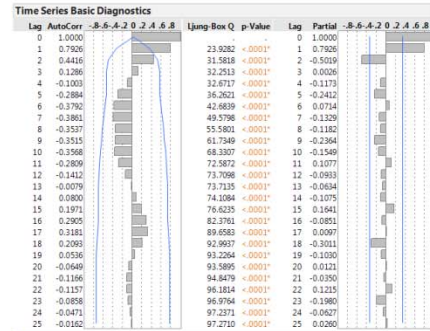 Time Series Basic Diagnostics
Lag AutoCorr -.8-.6-.4-.2 0 .2 .4 .6 .8 Ljung-Box Q p-Value Lag Partial -.8-.6-.4-.2 0 .2 .4 .6 .8
0 1.0000 . . 0 1.0000
1 0.7926 23.9282 <.0001* 1 0.7926
2 0.4416 31.5818 <.0001* 2 -0.5019
3 0.1286 32.2513 <.0001* 3 0.0026
4 -0.1003 32.6717 <.0001* 4 -0.1173
5 -0.2884 36.2621 <.0001* 5 -0.2412
6 -0.3792 42.6839 <.0001* 6 0.0714
7 -0.3861 49.5798 <.0001* 7 -0.1329
8 -0.3537 55.5801 <.0001* 8 -0.1182
9 -0.3515 61.7349 <.0001* 9 -0.2364
10 -0.3568 68.3307 <.0001* 10 -0.1549
11 -0.2809 72.5872 <.0001* 11 0.1077
12 -0.1412 73.7098 <.0001* 12 -0.0933
13 -0.0079 73.7135 <.0001* 13 -0.0634
14 0.0800 74.1084 <.0001* 14 -0.1075
15 0.1971 76.6235 <.0001* 15 0.1641
16 0.2905 82.3761 <.0001* 16 -0.0851
17 0.3181 89.6583 <.0001* 17 0.0097
18 0.2093 92.9937 <.0001* 18 -0.3011
19 0.0536 93.2264 <.0001* 19 -0.1030
20 -0.0649 93.5895 <.0001* 20 0.0121
21 -0.1166 94.8479 <.0001* 21 -0.0350
22 -0.1157 96.1814 <.0001* 22 0.1215
23 -0.0858 96.9764 <.0001* 23 -0.1980
24 -0.0471 97.2371 <.0001* 24 -0.0627
25 -0.0162 97.2710 <.0001* 25 0.0260